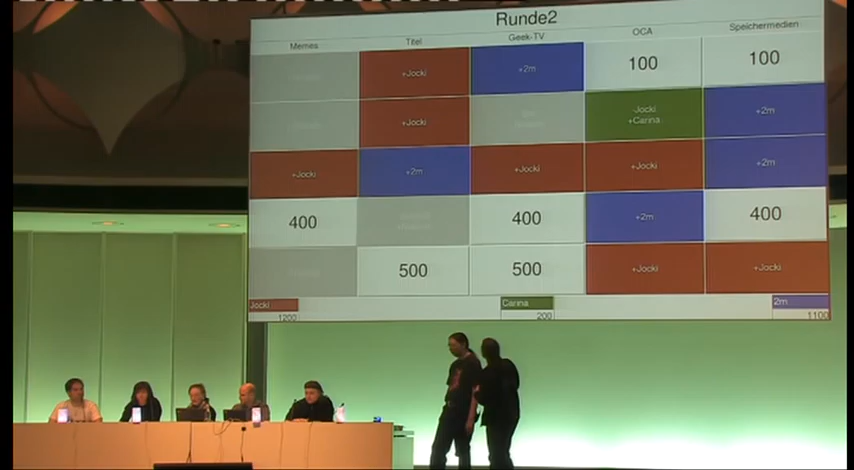 Runde2
Memes Titel Geek-TV OCA Speichermedien
+Jocki +2m 100 100
+Jocki -Jocki +2m
+Carina
+Jocki +2m +Jocki +Jocki +2m
400 400 +2m 400
500 500 +Jocki +Jocki
Jocki Carina 2m
1200 200 1100